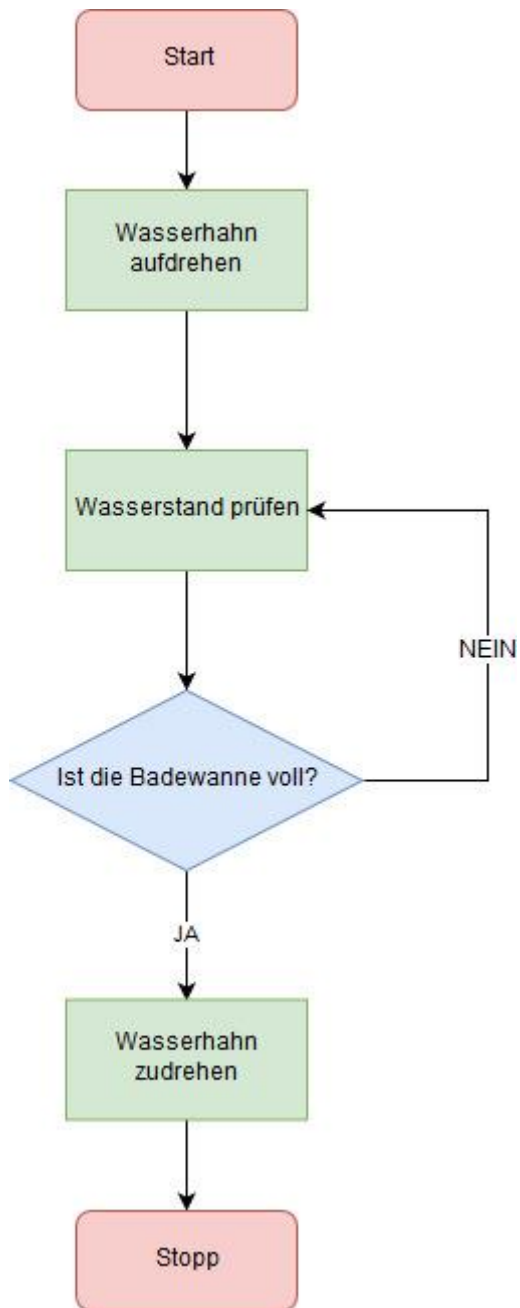 Start
Wasserhahn
aufdrehen
Wasserstand prüfen
NEIN
Ist die Badewanne voll?
JA
Wasserhahn
zudrehen
Stopp